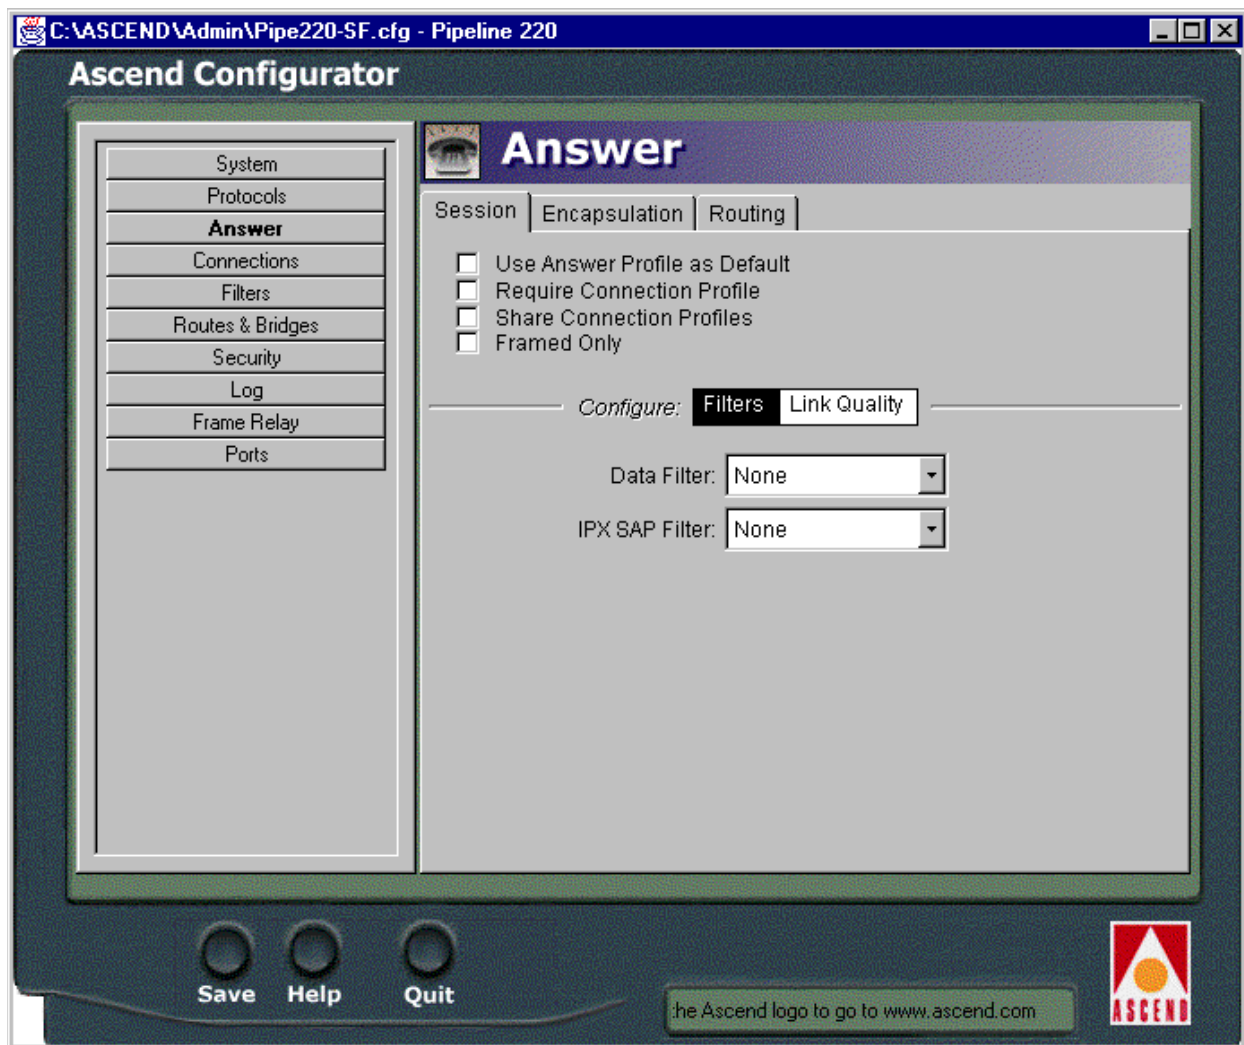 C:\ASCEND\Admin\Pipe220-SF.cfg - Pipeline 220
Ascend Configurator
System
Protocols
Answer
Connections
Filters
Routes & Bridges
Security
Log
Frame Relay
Ports
Answer
Session Encapsulation Routing
Use Answer Profile as Default
Require Connection Profile
Share Connection Profiles
Framed Only
Configure: Filters Link Quality
Data Filter: None
IPX SAP Filter: None
Save Help Quit
he Ascend logo to go to www.ascend.com
ASCEND